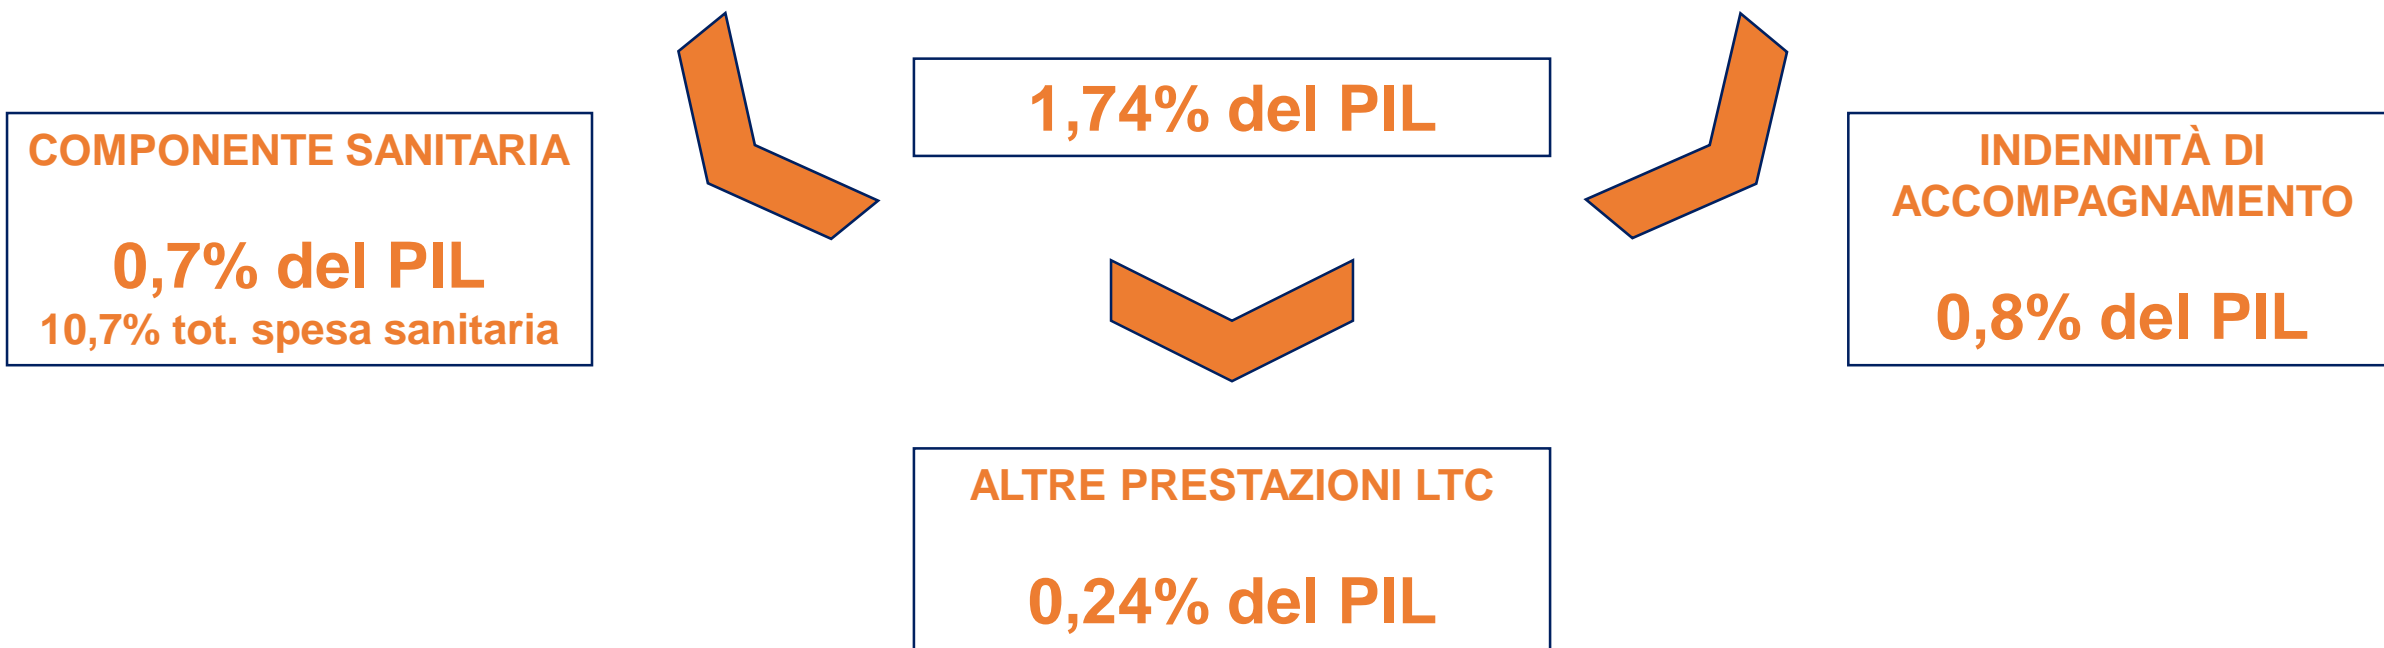 1,74% del PIL
COMPONENTE SANITARIA
0,7% del PIL
10,7% tot. spesa sanitaria
INDENNITÀ DI
ACCOMPAGNAMENTO
0,8% del PIL
ALTRE PRESTAZIONI LTC
0,24% del PIL